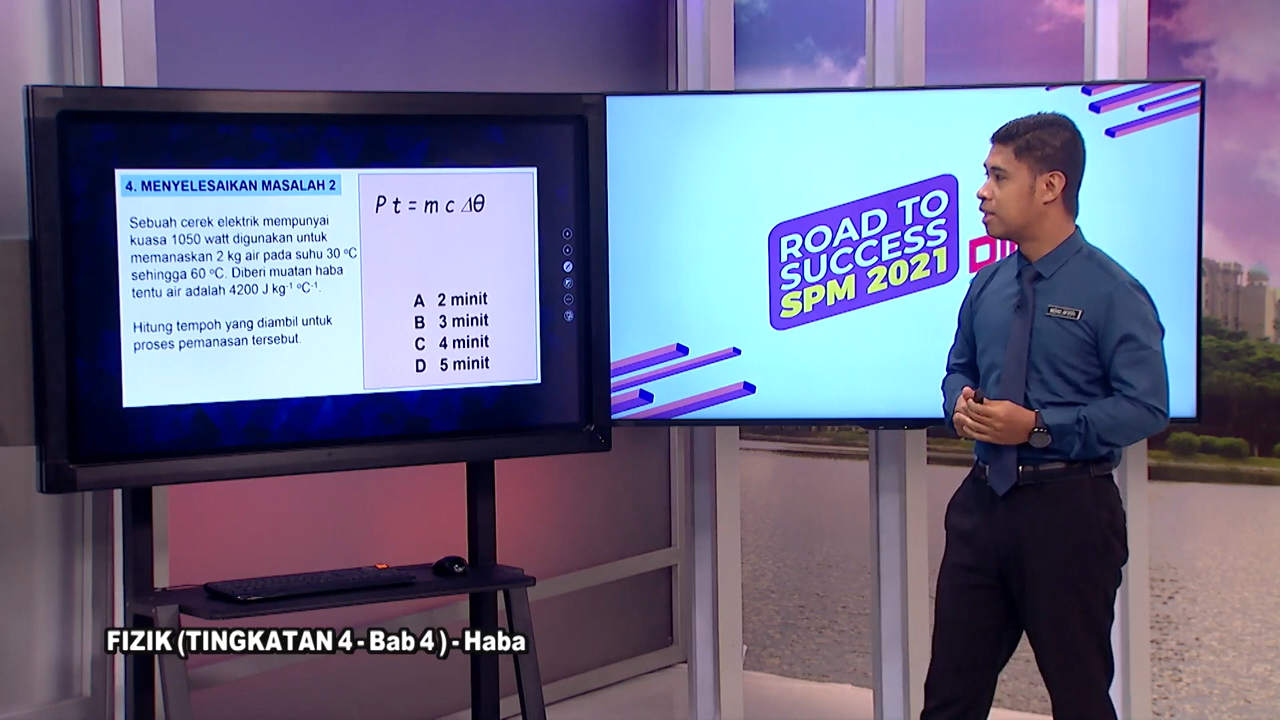 4. MENYELESAIKAN MASALAH 2
Sebuah cerek elektrik mempunyai
kuasa 1050 watt digunakan untuk
memanaskan 2 kg air pada suhu 30 ºC
sehingga 60 ºC. Diberi muatan haba
tentu air adalah 4200 J kg⁻¹ ºC⁻¹.
Hitung tempoh yang diambil untuk
proses pemanasan tersebut.
P t = m c Δθ
A 2 minit
B 3 minit
C 4 minit
D 5 minit
ROAD TO
SUCCESS
SPM 2021
FIZIK (TINGKATAN 4 - Bab 4 ) - Haba